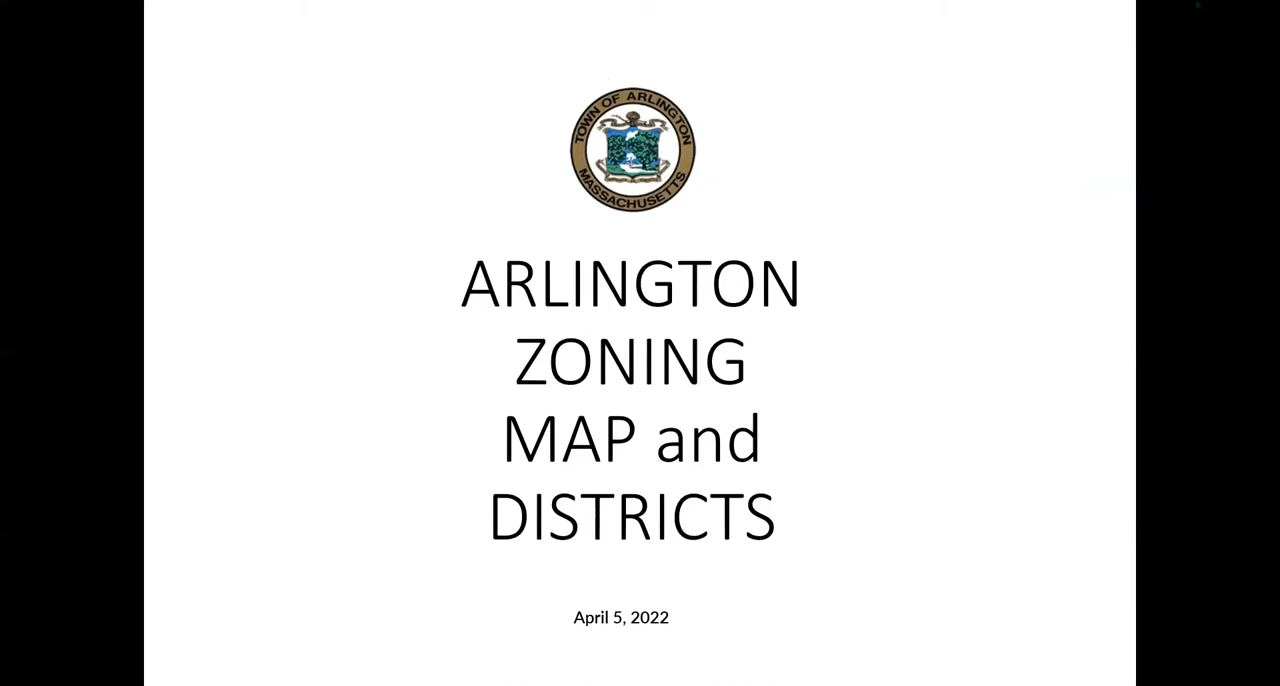 TOWN OF ARLINGTON
MASSACHUSETTS
ARLINGTON
ZONING
MAP and
DISTRICTS
April 5, 2022